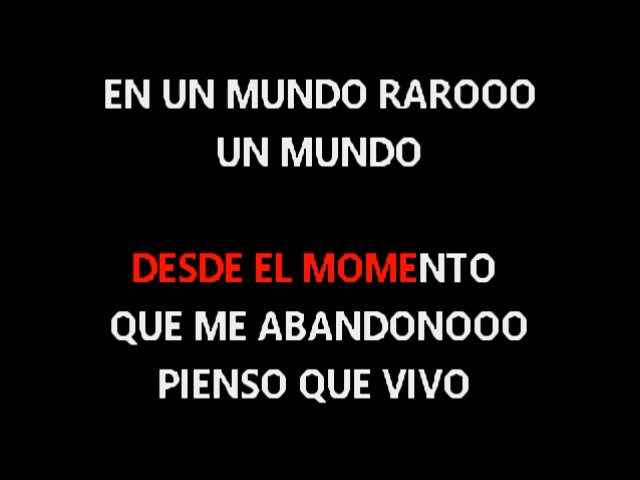 EN UN MUNDO RAROOO
UN MUNDO
DESDE EL MOMENTO
QUE ME ABANDONOOO
PIENSO QUE VIVO